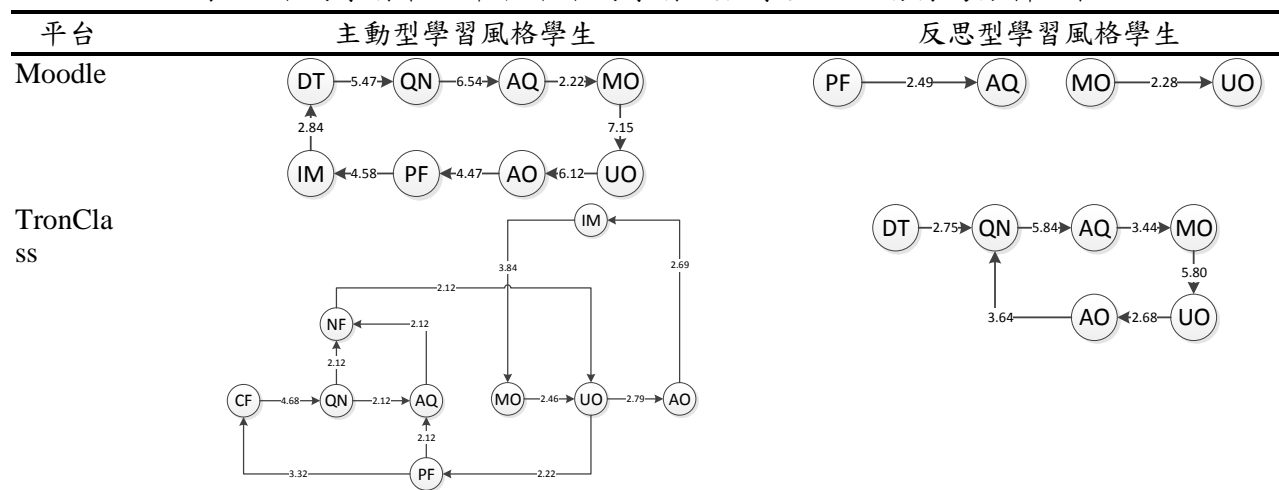 平台 主動型學習風格學生 反思型學習風格學生
Moodle
DT 5.47 QN 6.54 AQ 2.22 MO
2.84 7.15
IM 4.58 PF 4.47 AO 6.12 UO
PF 2.49 AQ MO 2.28 UO
TronCla
ss
IM
3.84 2.69
2.12
NF 2.12
2.12
CF 4.68 QN 2.12 AQ MO 2.46 UO 2.79 AO
2.12
3.32 PF 2.22
DT 2.75 QN 5.84 AQ 3.44 MO
5.80
3.64 AO 2.68 UO